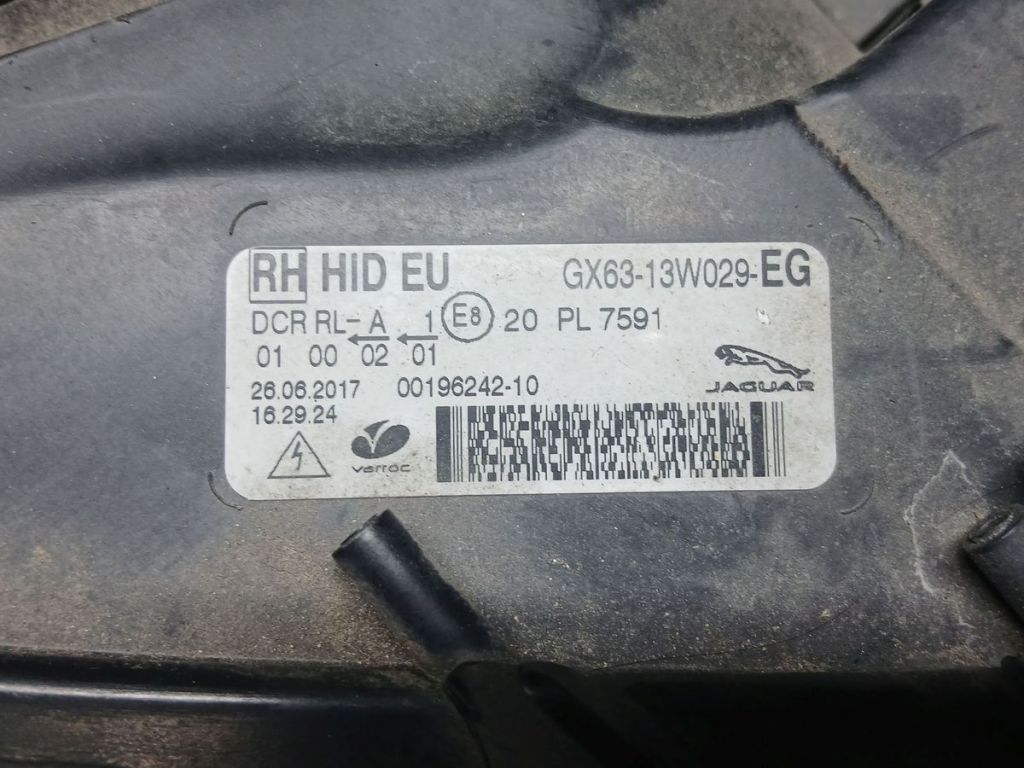 RH HID EU GX63-13W029-EG
DCR RL- A 1 E8 20 PL 7591
01 00 02 01
26.06.2017 00196242-10
16.29.24
JAGUAR
varroc